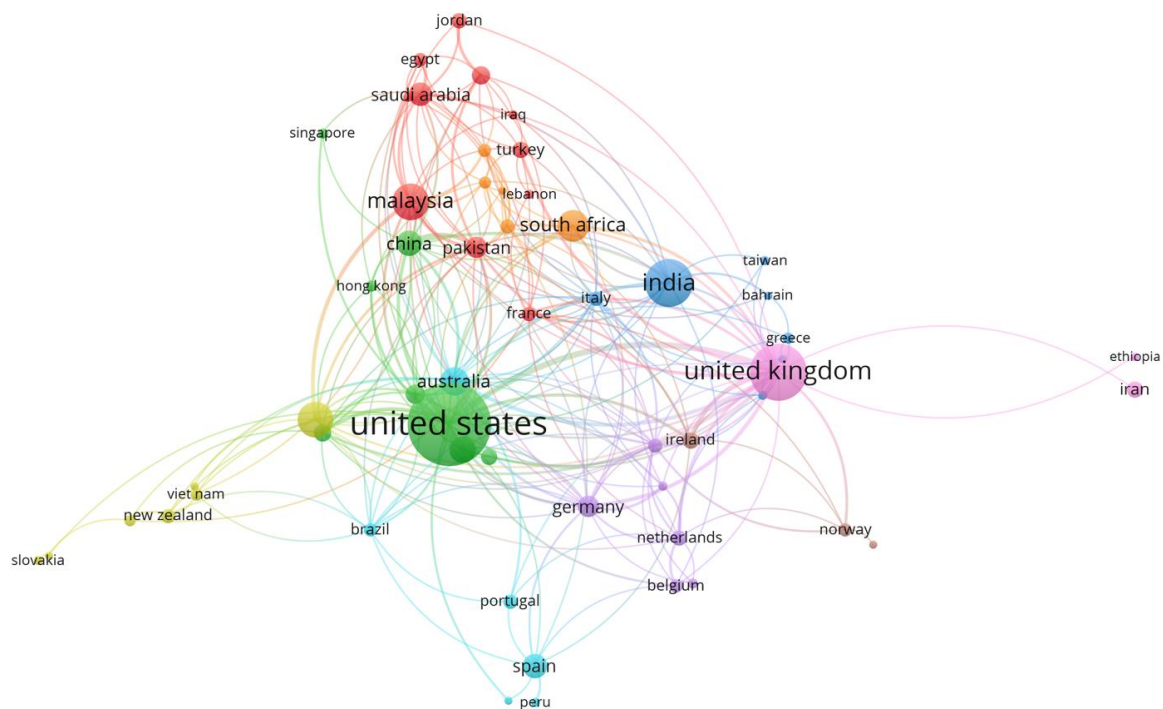 jordan
egypt
saudi arabia
iraq
singapore
turkey
lebanon
malaysia
south africa
china
pakistan
taiwan
hong kong
india
italy
bahrain
france
greece
ethiopia
united kingdom
australia
iran
united states
ireland
viet nam
germany
new zealand
brazil
norway
netherlands
slovakia
belgium
portugal
spain
peru